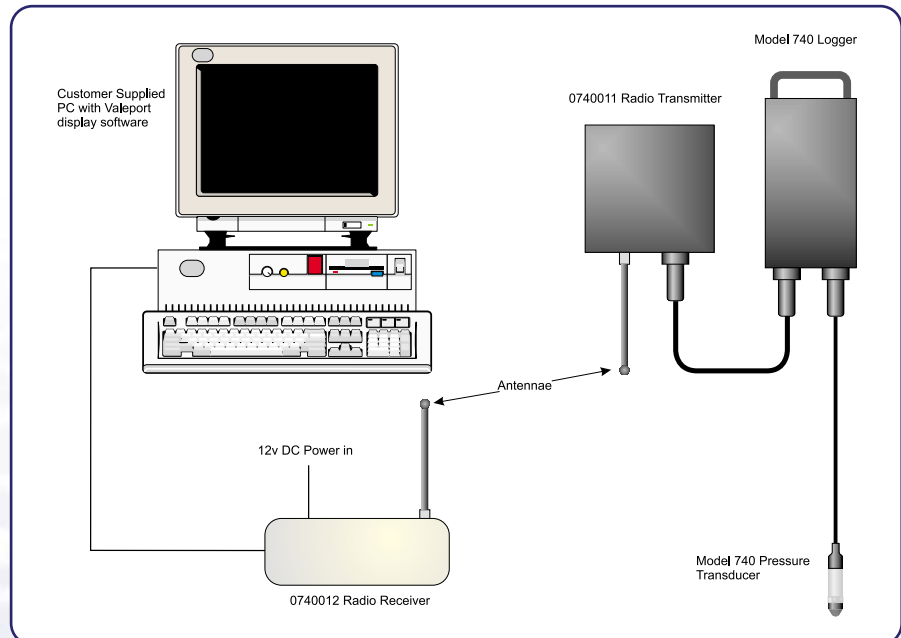 Model 740 Logger
0740011 Radio Transmitter
Customer Supplied
PC with Valeport
display software
Antennae
12v DC Power in
0740012 Radio Receiver
Model 740 Pressure
Transducer